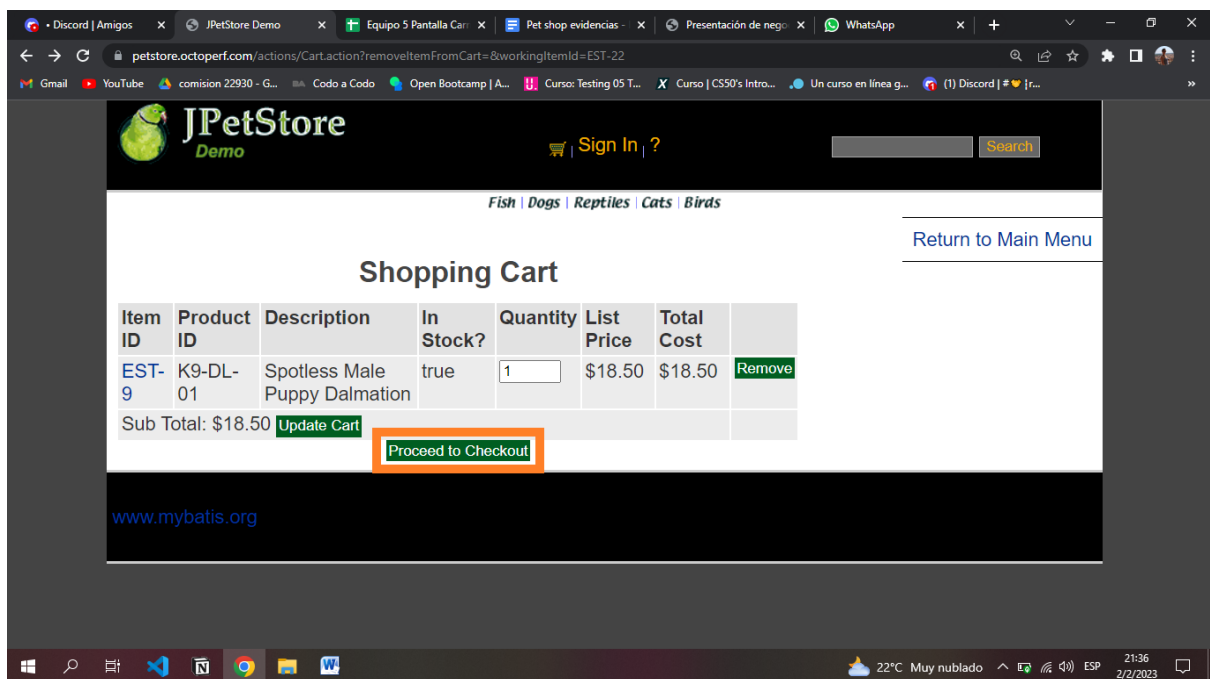 • Discord | Amigos
JPetStore Demo
Equipo 5 Pantalla Carr
Pet shop evidencias -
Presentación de nego
WhatsApp
petstore.octoperf.com/actions/Cart.action?removeItemFromCart=&workingItemId=EST-22
Gmail
YouTube
comision 22930 - G...
Codo a Codo
Open Bootcamp | A...
Curso: Testing 05 T...
Curso | CS50's Intro...
Un curso en línea g...
(1) Discord | #🧡 ¦r...
»
JPetStore
Demo
Sign In | ?
Search
Fish | Dogs | Reptiles | Cats | Birds
Return to Main Menu
Shopping Cart
Item ID Product ID Description In Stock? Quantity List Price Total Cost
EST-9 K9-DL-01 Spotless Male Puppy Dalmation true 1 $18.50 $18.50 Remove
Sub Total: $18.50 Update Cart
Proceed to Checkout
www.mybatis.org
22°C Muy nublado ESP 21:36
2/2/2023